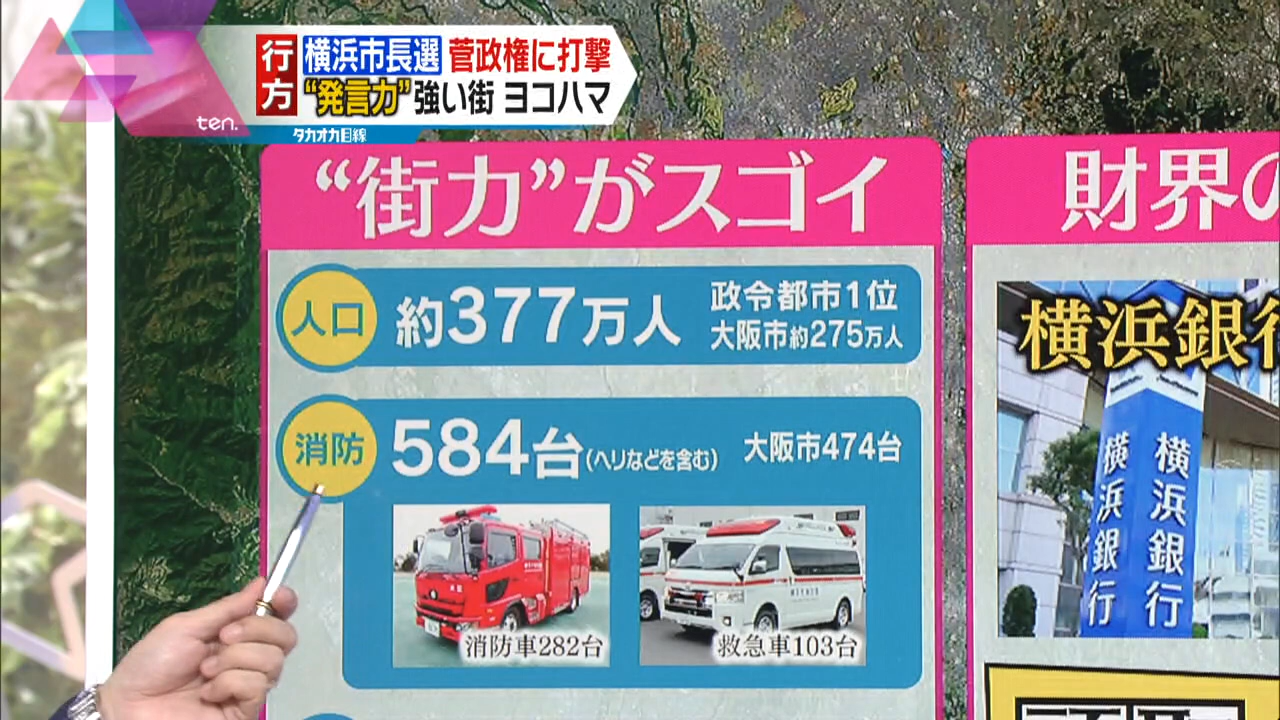 行方
横浜市長選 菅政権に打撃
“発言力”強い街 ヨコハマ
ten.
タカオカ目線
“街力”がスゴイ
人口
約377万人
政令都市1位
大阪市約275万人
消防
584台(ヘリなどを含む)
大阪市474台
消防車282台
救急車103台
財界の
横浜銀行
横浜銀行
横浜銀行